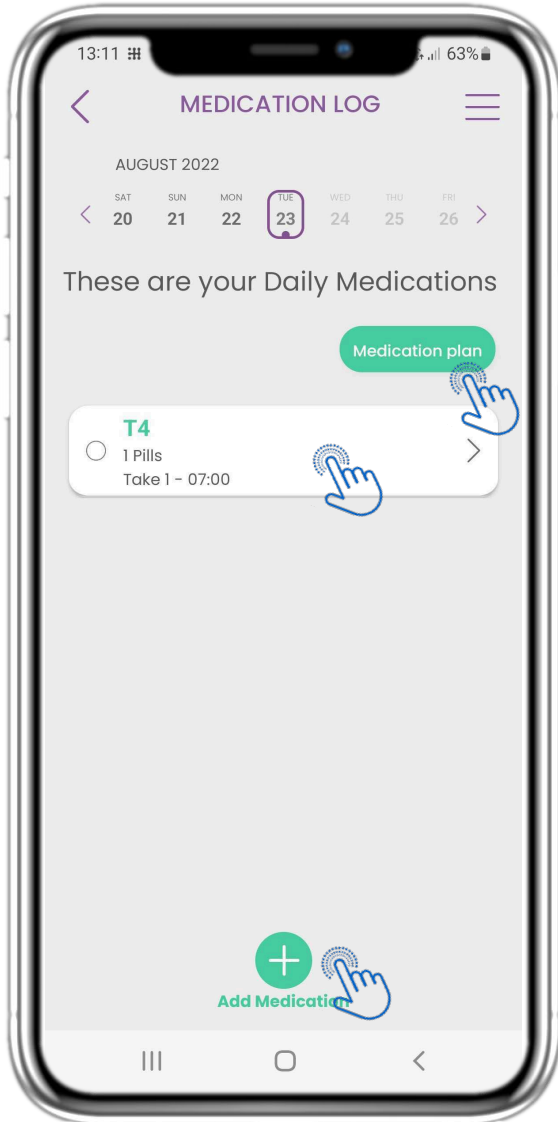 13:11 63%
MEDICATION LOG
AUGUST 2022
SAT SUN MON TUE WED THU FRI
20 21 22 23 24 25 26
These are your Daily Medications
Medication plan
T4
1 Pills
Take 1 - 07:00
Add Medication